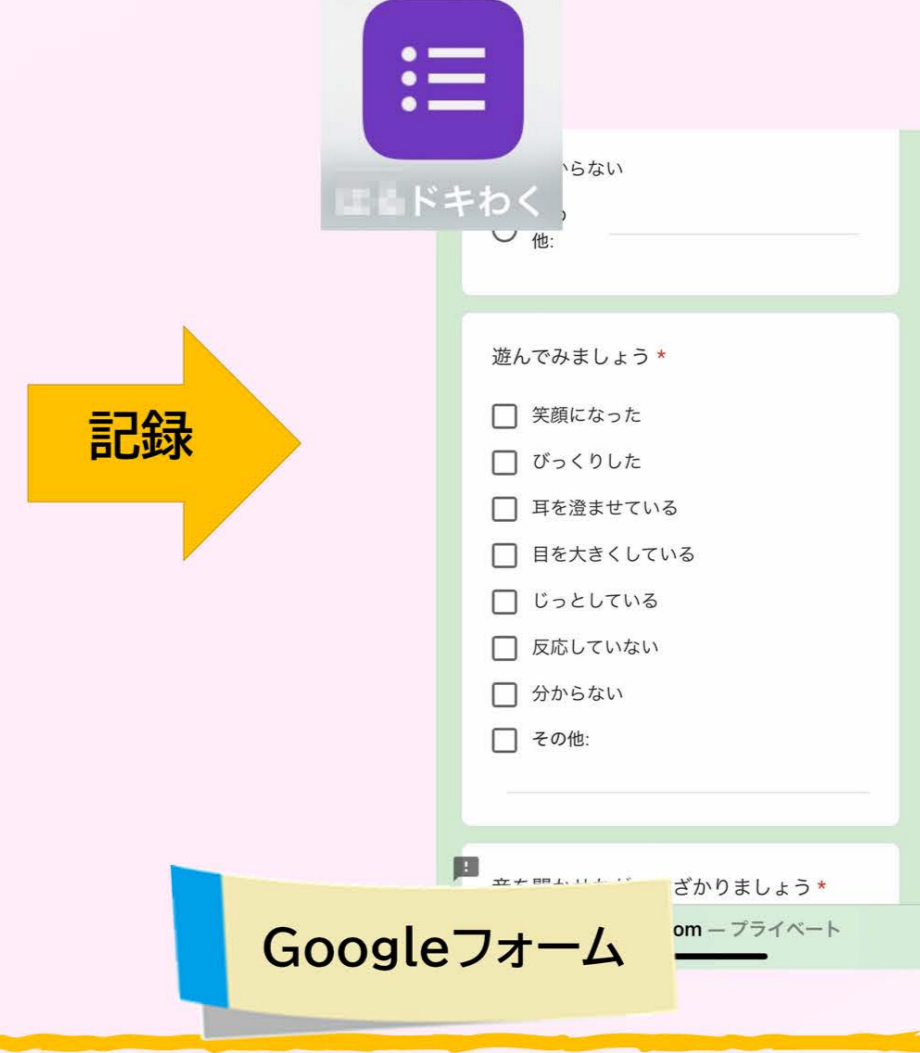 ドキわく
らない
他:
記録
遊んでみましょう *
笑顔になった
びっくりした
耳を澄ませている
目を大きくしている
じっとしている
反応していない
分からない
その他:
ざかりましょう *
om — プライベート
Googleフォーム